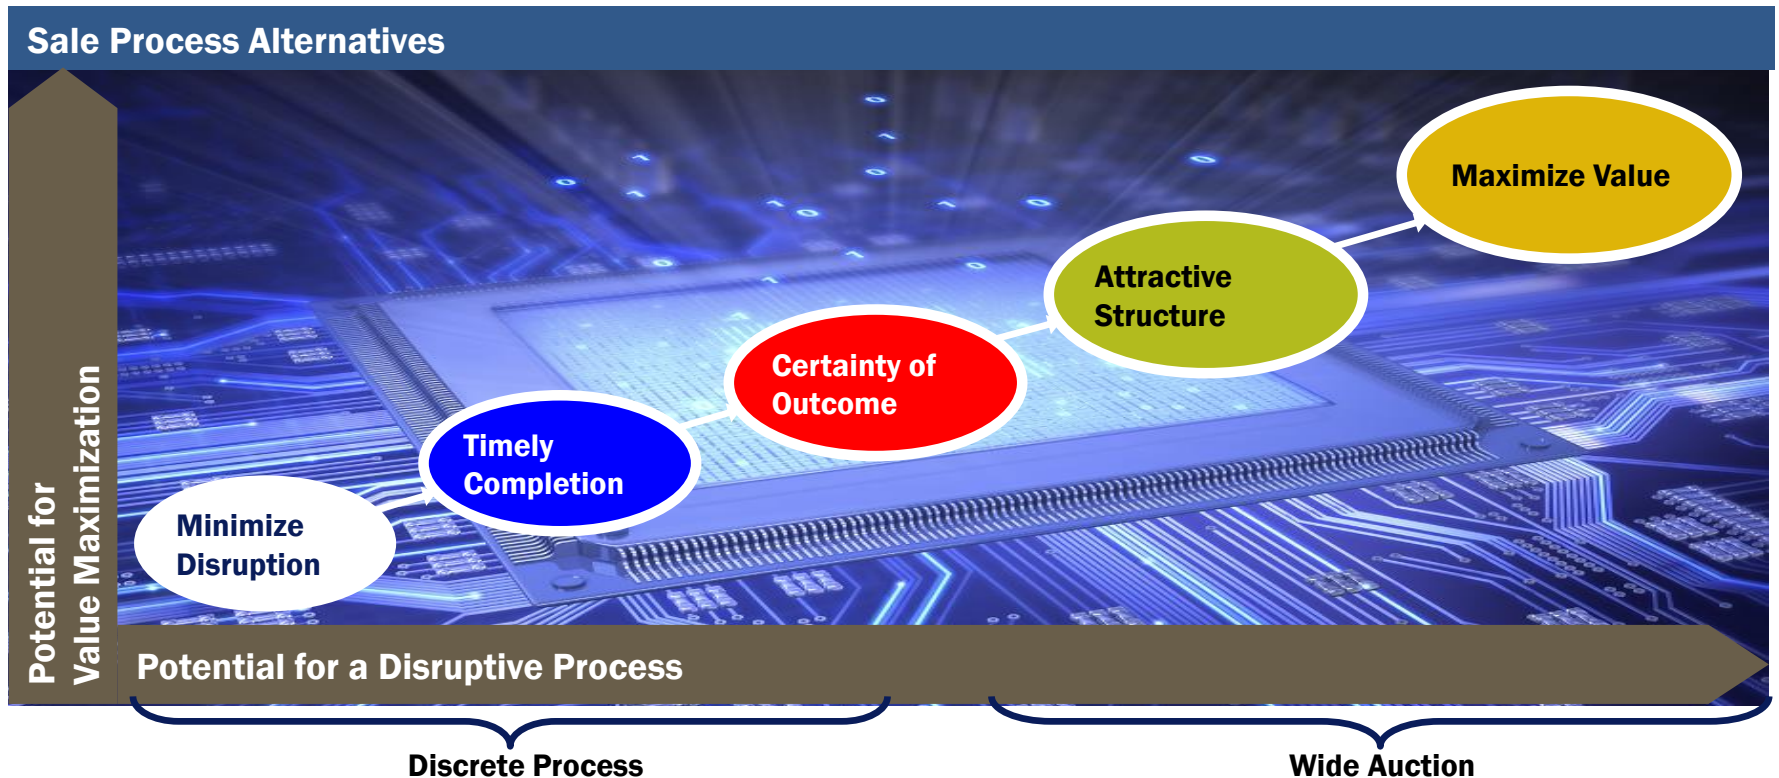 Sale Process Alternatives
Maximize Value
Attractive
Structure
Certainty of
Outcome
Timely
Completion
Minimize
Disruption
Potential for
Value Maximization
Potential for a Disruptive Process
Discrete Process
Wide Auction